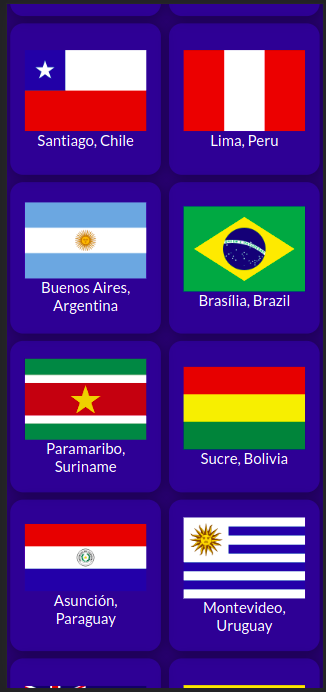 Santiago, Chile
Lima, Peru
Buenos Aires,
Argentina
Brasília, Brazil
Paramaribo,
Suriname
Sucre, Bolivia
Asunción,
Paraguay
Montevideo,
Uruguay